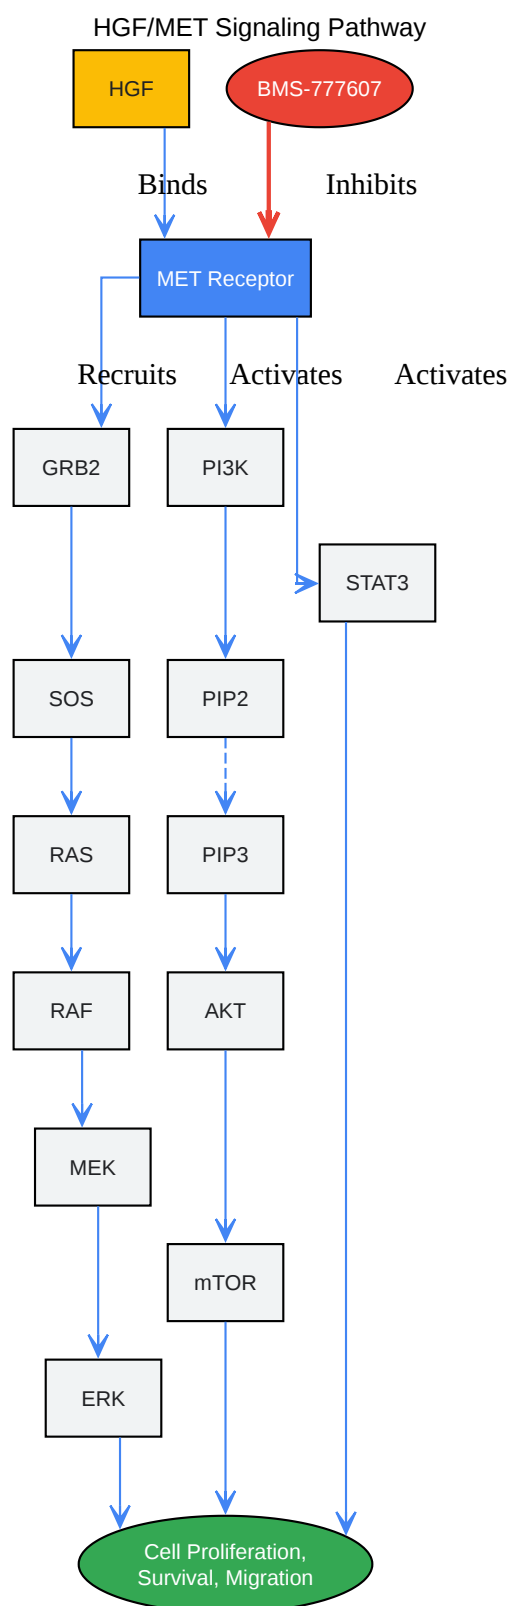 HGF/MET Signaling Pathway
HGF
BMS-777607
Binds
Inhibits
MET Receptor
Recruits
Activates
Activates
GRB2
PI3K
STAT3
SOS
PIP2
RAS
PIP3
RAF
AKT
MEK
mTOR
ERK
Cell Proliferation,
Survival, Migration